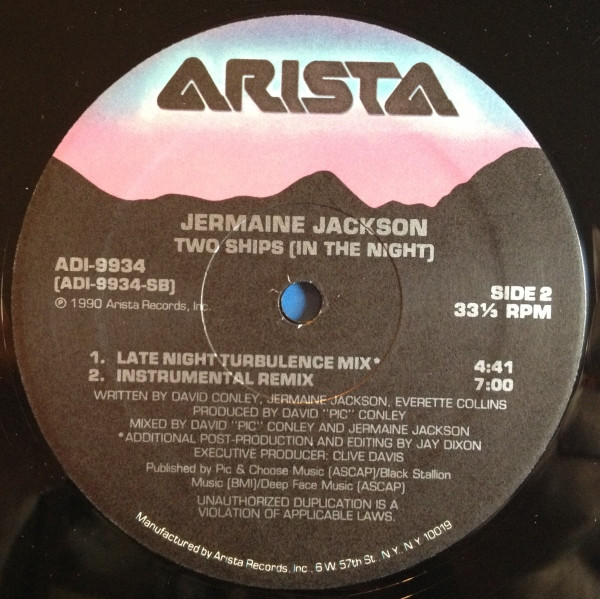 ARISTA
JERMAINE JACKSON
TWO SHIPS (IN THE NIGHT)
ADI-9934
(ADI-9934-SB)
℗ 1990 Arista Records, Inc.
SIDE 2
33⅓ RPM
1. LATE NIGHT TURBULENCE MIX* 4:41
2. INSTRUMENTAL REMIX 7:00
WRITTEN BY DAVID CONLEY, JERMAINE JACKSON, EVERETTE COLLINS
PRODUCED BY DAVID "PIC" CONLEY
MIXED BY DAVID "PIC" CONLEY AND JERMAINE JACKSON
*ADDITIONAL POST-PRODUCTION AND EDITING BY JAY DIXON
EXECUTIVE PRODUCER: CLIVE DAVIS
Published by Pic & Choose Music (ASCAP)/Black Stallion
Music (BMI)/Deep Face Music (ASCAP)
UNAUTHORIZED DUPLICATION IS A
VIOLATION OF APPLICABLE LAWS.
Manufactured by Arista Records, Inc., 6 W. 57th St., N.Y., N.Y. 10019